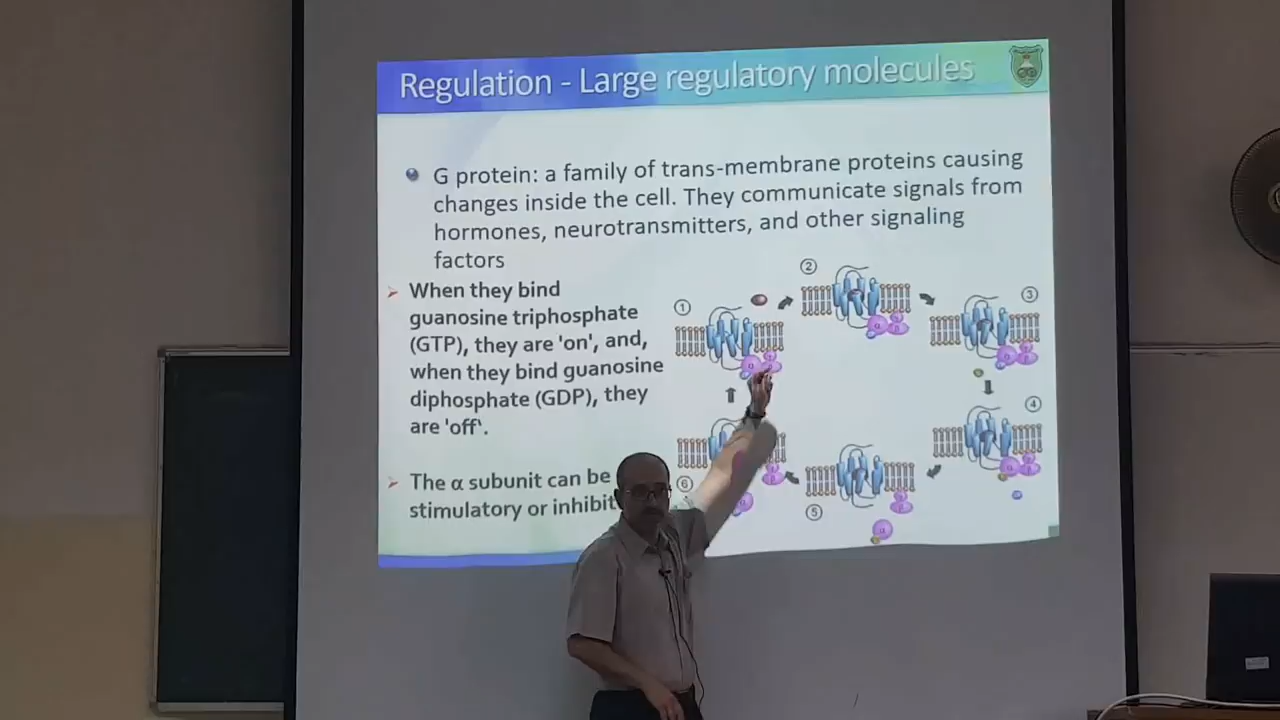 Regulation - Large regulatory molecules
G protein: a family of trans-membrane proteins causing
changes inside the cell. They communicate signals from
hormones, neurotransmitters, and other signaling
factors
When they bind
guanosine triphosphate
(GTP), they are 'on', and,
when they bind guanosine
diphosphate (GDP), they
are 'off'.
The α subunit can be
stimulatory or
1
2
3
4
5
6